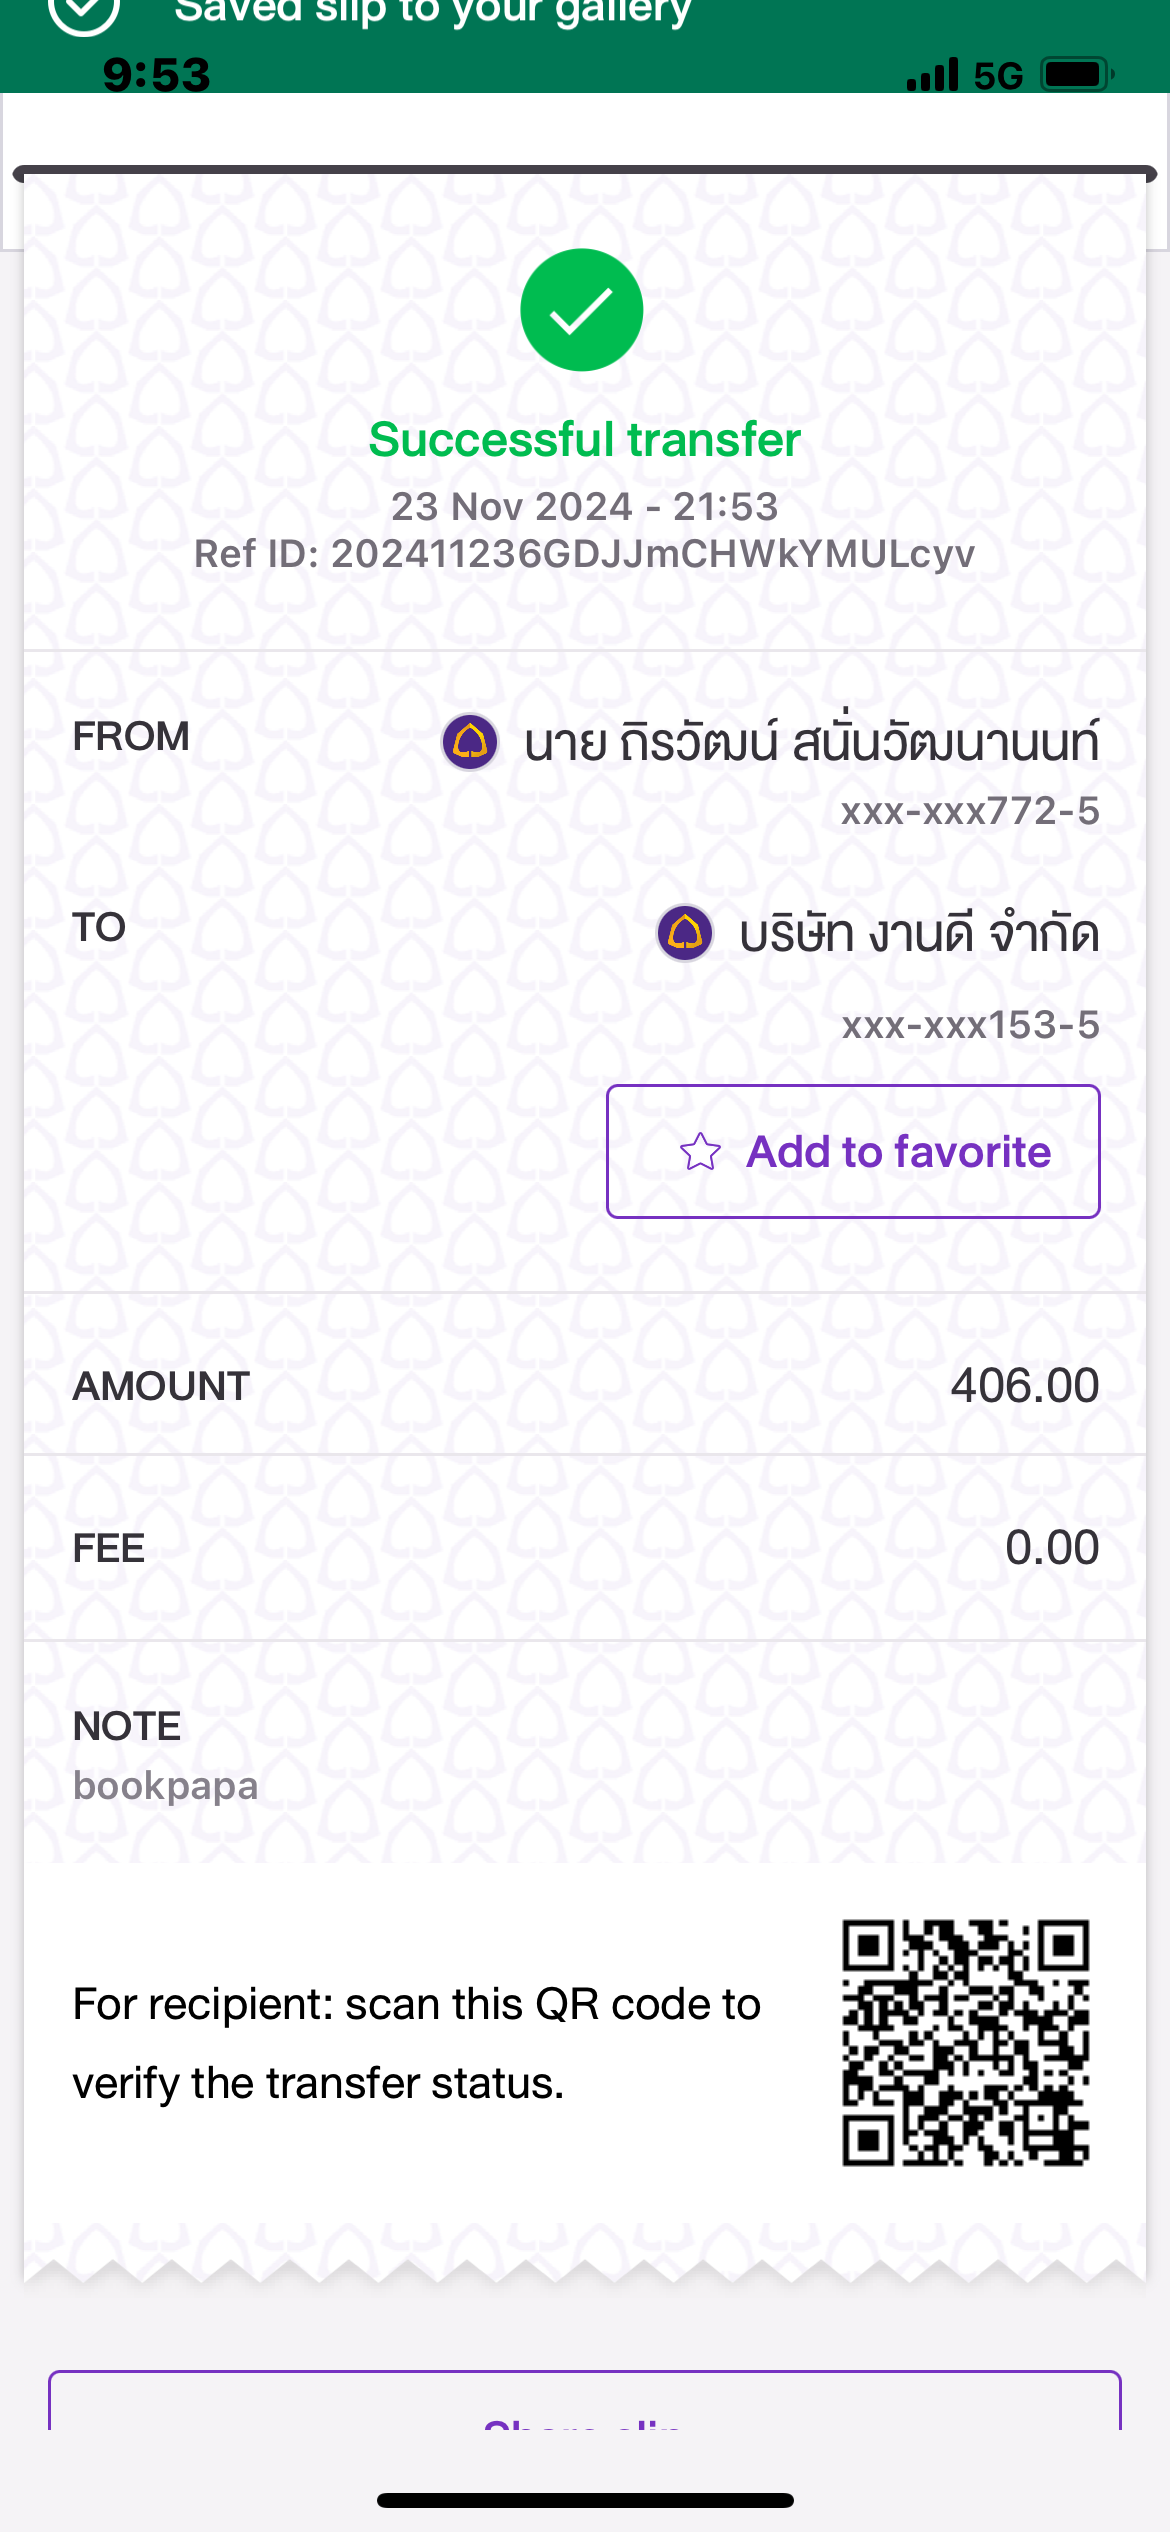 Saved slip to your gallery
9:53
5G
Successful transfer
23 Nov 2024 - 21:53
Ref ID: 202411236GDJJmCHWkYMULcyv
FROM
นาย ถิรวัฒน์ สนั่นวัฒนานนท์
xxx-xxx772-5
TO
บริษัท งานดี จำกัด
xxx-xxx153-5
Add to favorite
AMOUNT
406.00
FEE
0.00
NOTE
bookpapa
For recipient: scan this QR code to
verify the transfer status.
Share slip